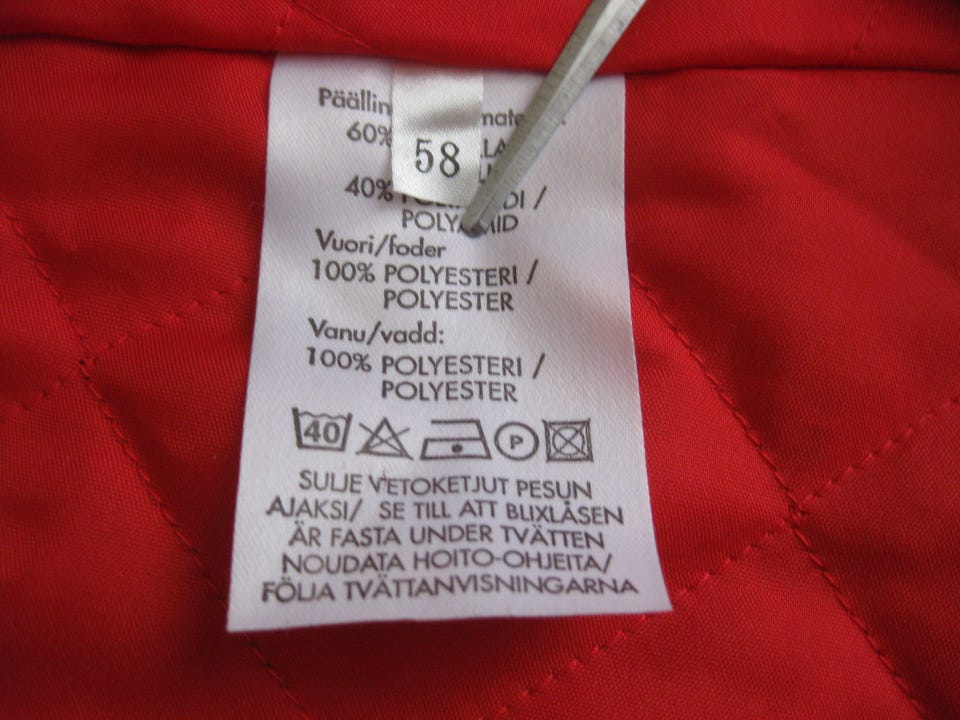 60%
58
40%
DI /
POLYAMID
Vuori/foder
100% POLYESTERI /
POLYESTER
Vanu/vadd:
100% POLYESTERI /
POLYESTER
40 P
SULJE VETOKETJUT PESUN
AJAKSI/ SE TILL ATT BLIXLÅSEN
ÄR FASTA UNDER TVÄTTEN
NOUDATA HOITO-OHJEITA/
FÖLJA TVÄTTANVISNINGARNA